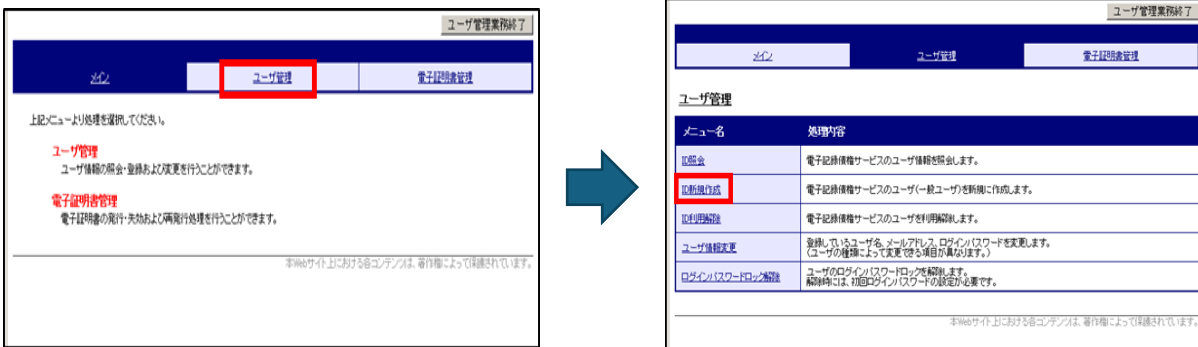 ユーザ管理業務終了
メイン ユーザ管理 電子証明書管理
上記メニューより処理を選択してください。
ユーザ管理
ユーザ情報の照会・登録および変更を行うことができます。
電子証明書管理
電子証明書の発行・失効および再発行処理を行うことができます。
本Webサイト上における各コンテンツは、著作権によって保護されています。
ユーザ管理業務終了
メイン ユーザ管理 電子証明書管理
ユーザ管理
メニュー名 処理内容
ID照会 電子記録債権サービスのユーザ情報を照会します。
ID新規作成 電子記録債権サービスのユーザ(一般ユーザ)を新規に作成します。
ID利用解除 電子記録債権サービスのユーザを利用解除します。
ユーザ情報変更 登録しているユーザ名、メールアドレス、ログインパスワードを変更します。
(ユーザの種類によって変更できる項目が異なります。)
ログインパスワードロック解除 ユーザのログインパスワードロックを解除します。
解除時には、初回ログインパスワードの設定が必要です。
本Webサイト上における各コンテンツは、著作権によって保護されています。